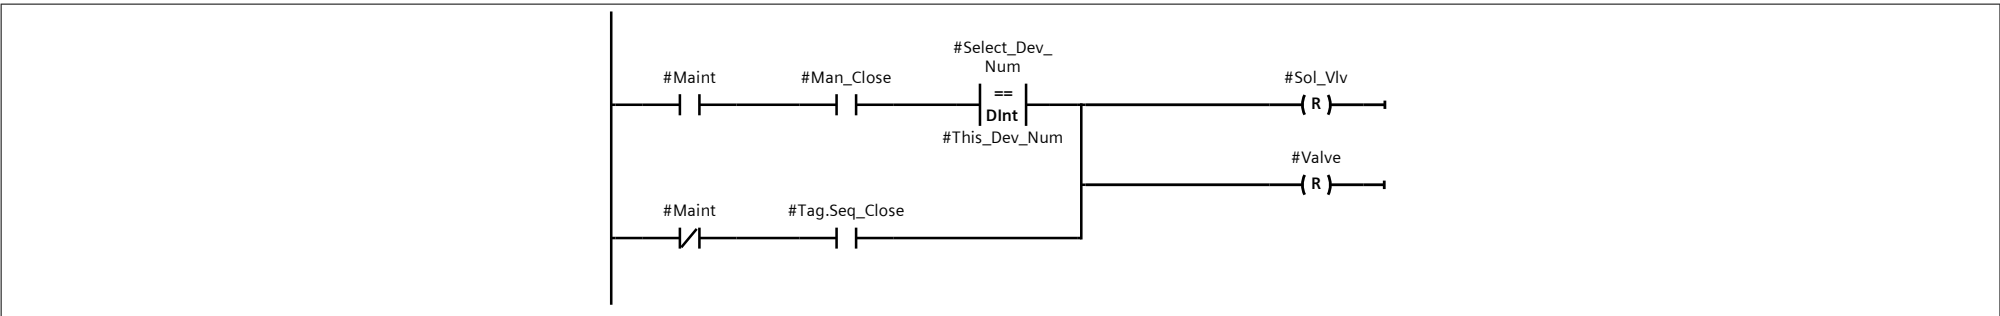 #Select_Dev_
Num
#Maint
#Man_Close
#Sol_Vlv
==
DInt
R
#This_Dev_Num
#Valve
R
#Maint
#Tag.Seq_Close